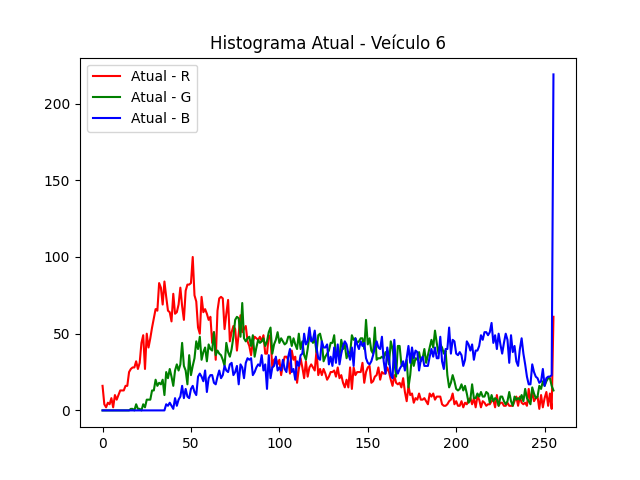 Histograma Atual - Veículo 6
Atual - R
Atual - G
Atual - B
200
150
100
50
0
0 50 100 150 200 250